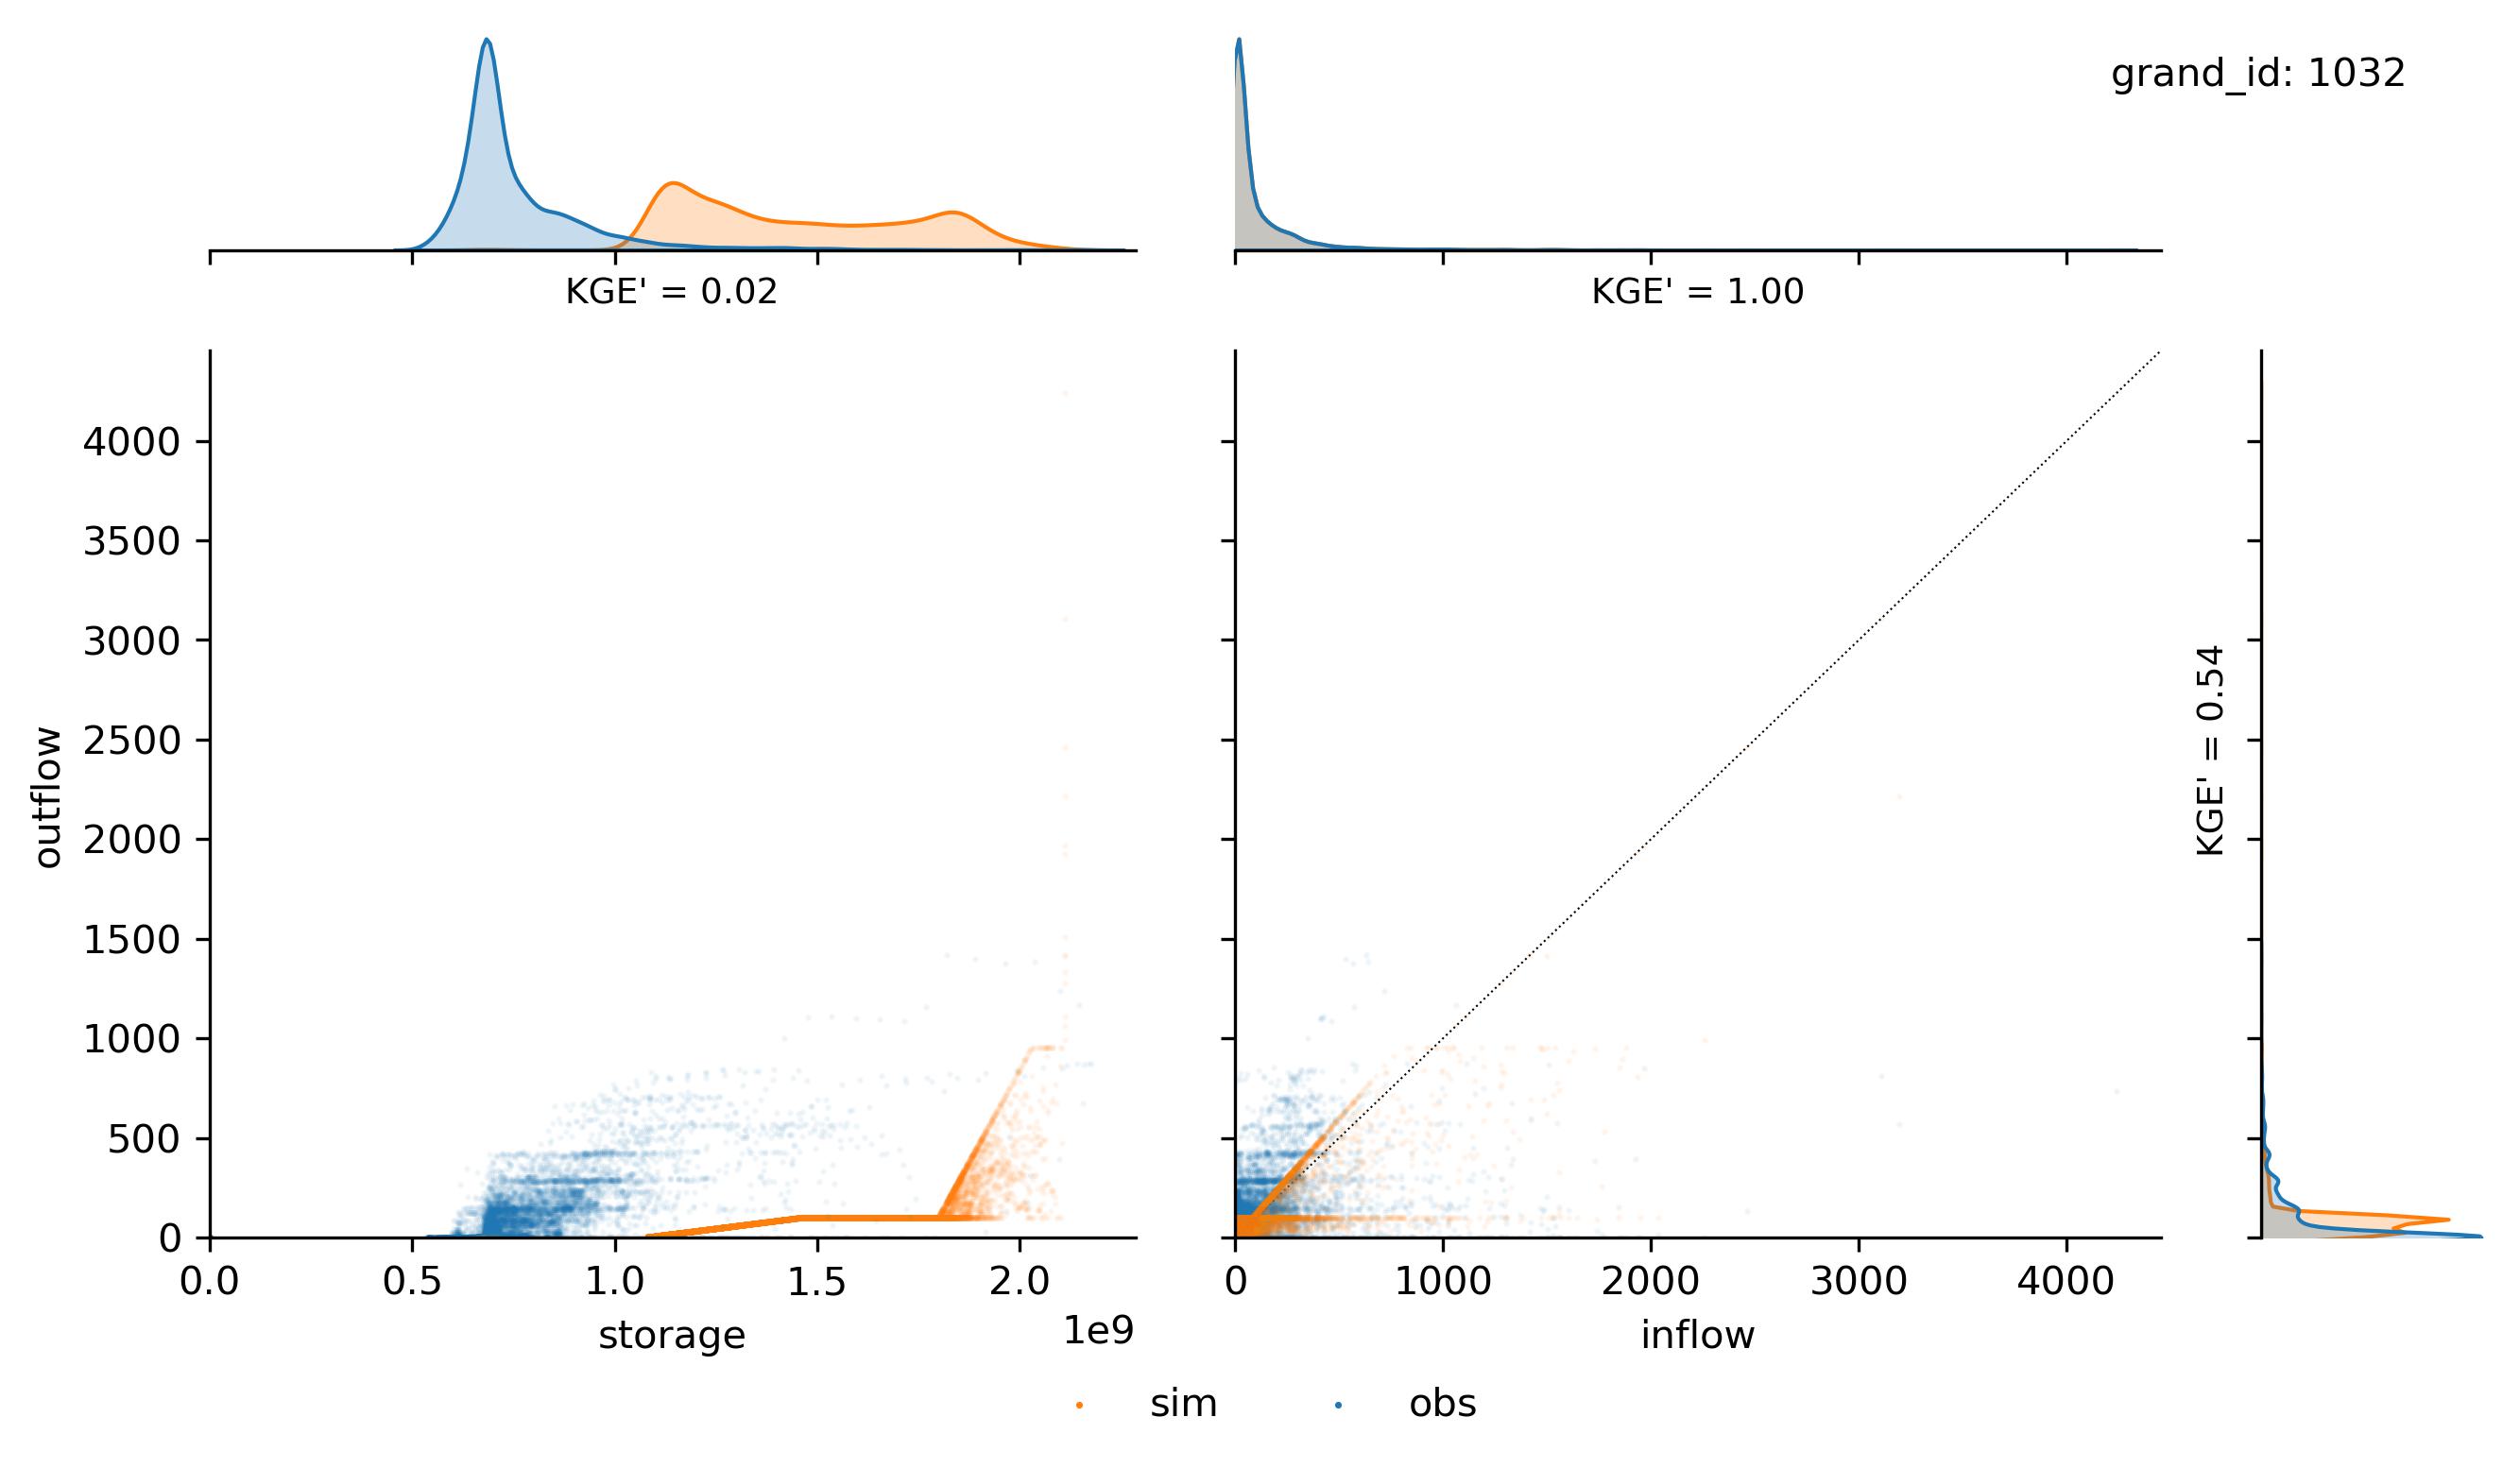 grand_id: 1032
KGE' = 0.02
KGE' = 1.00
4000
3500
3000
2500
2000
1500
1000
500
0
outflow
KGE' = 0.54
0.0 0.5 1.0 1.5 2.0
1e9
storage
0 1000 2000 3000 4000
inflow
sim obs